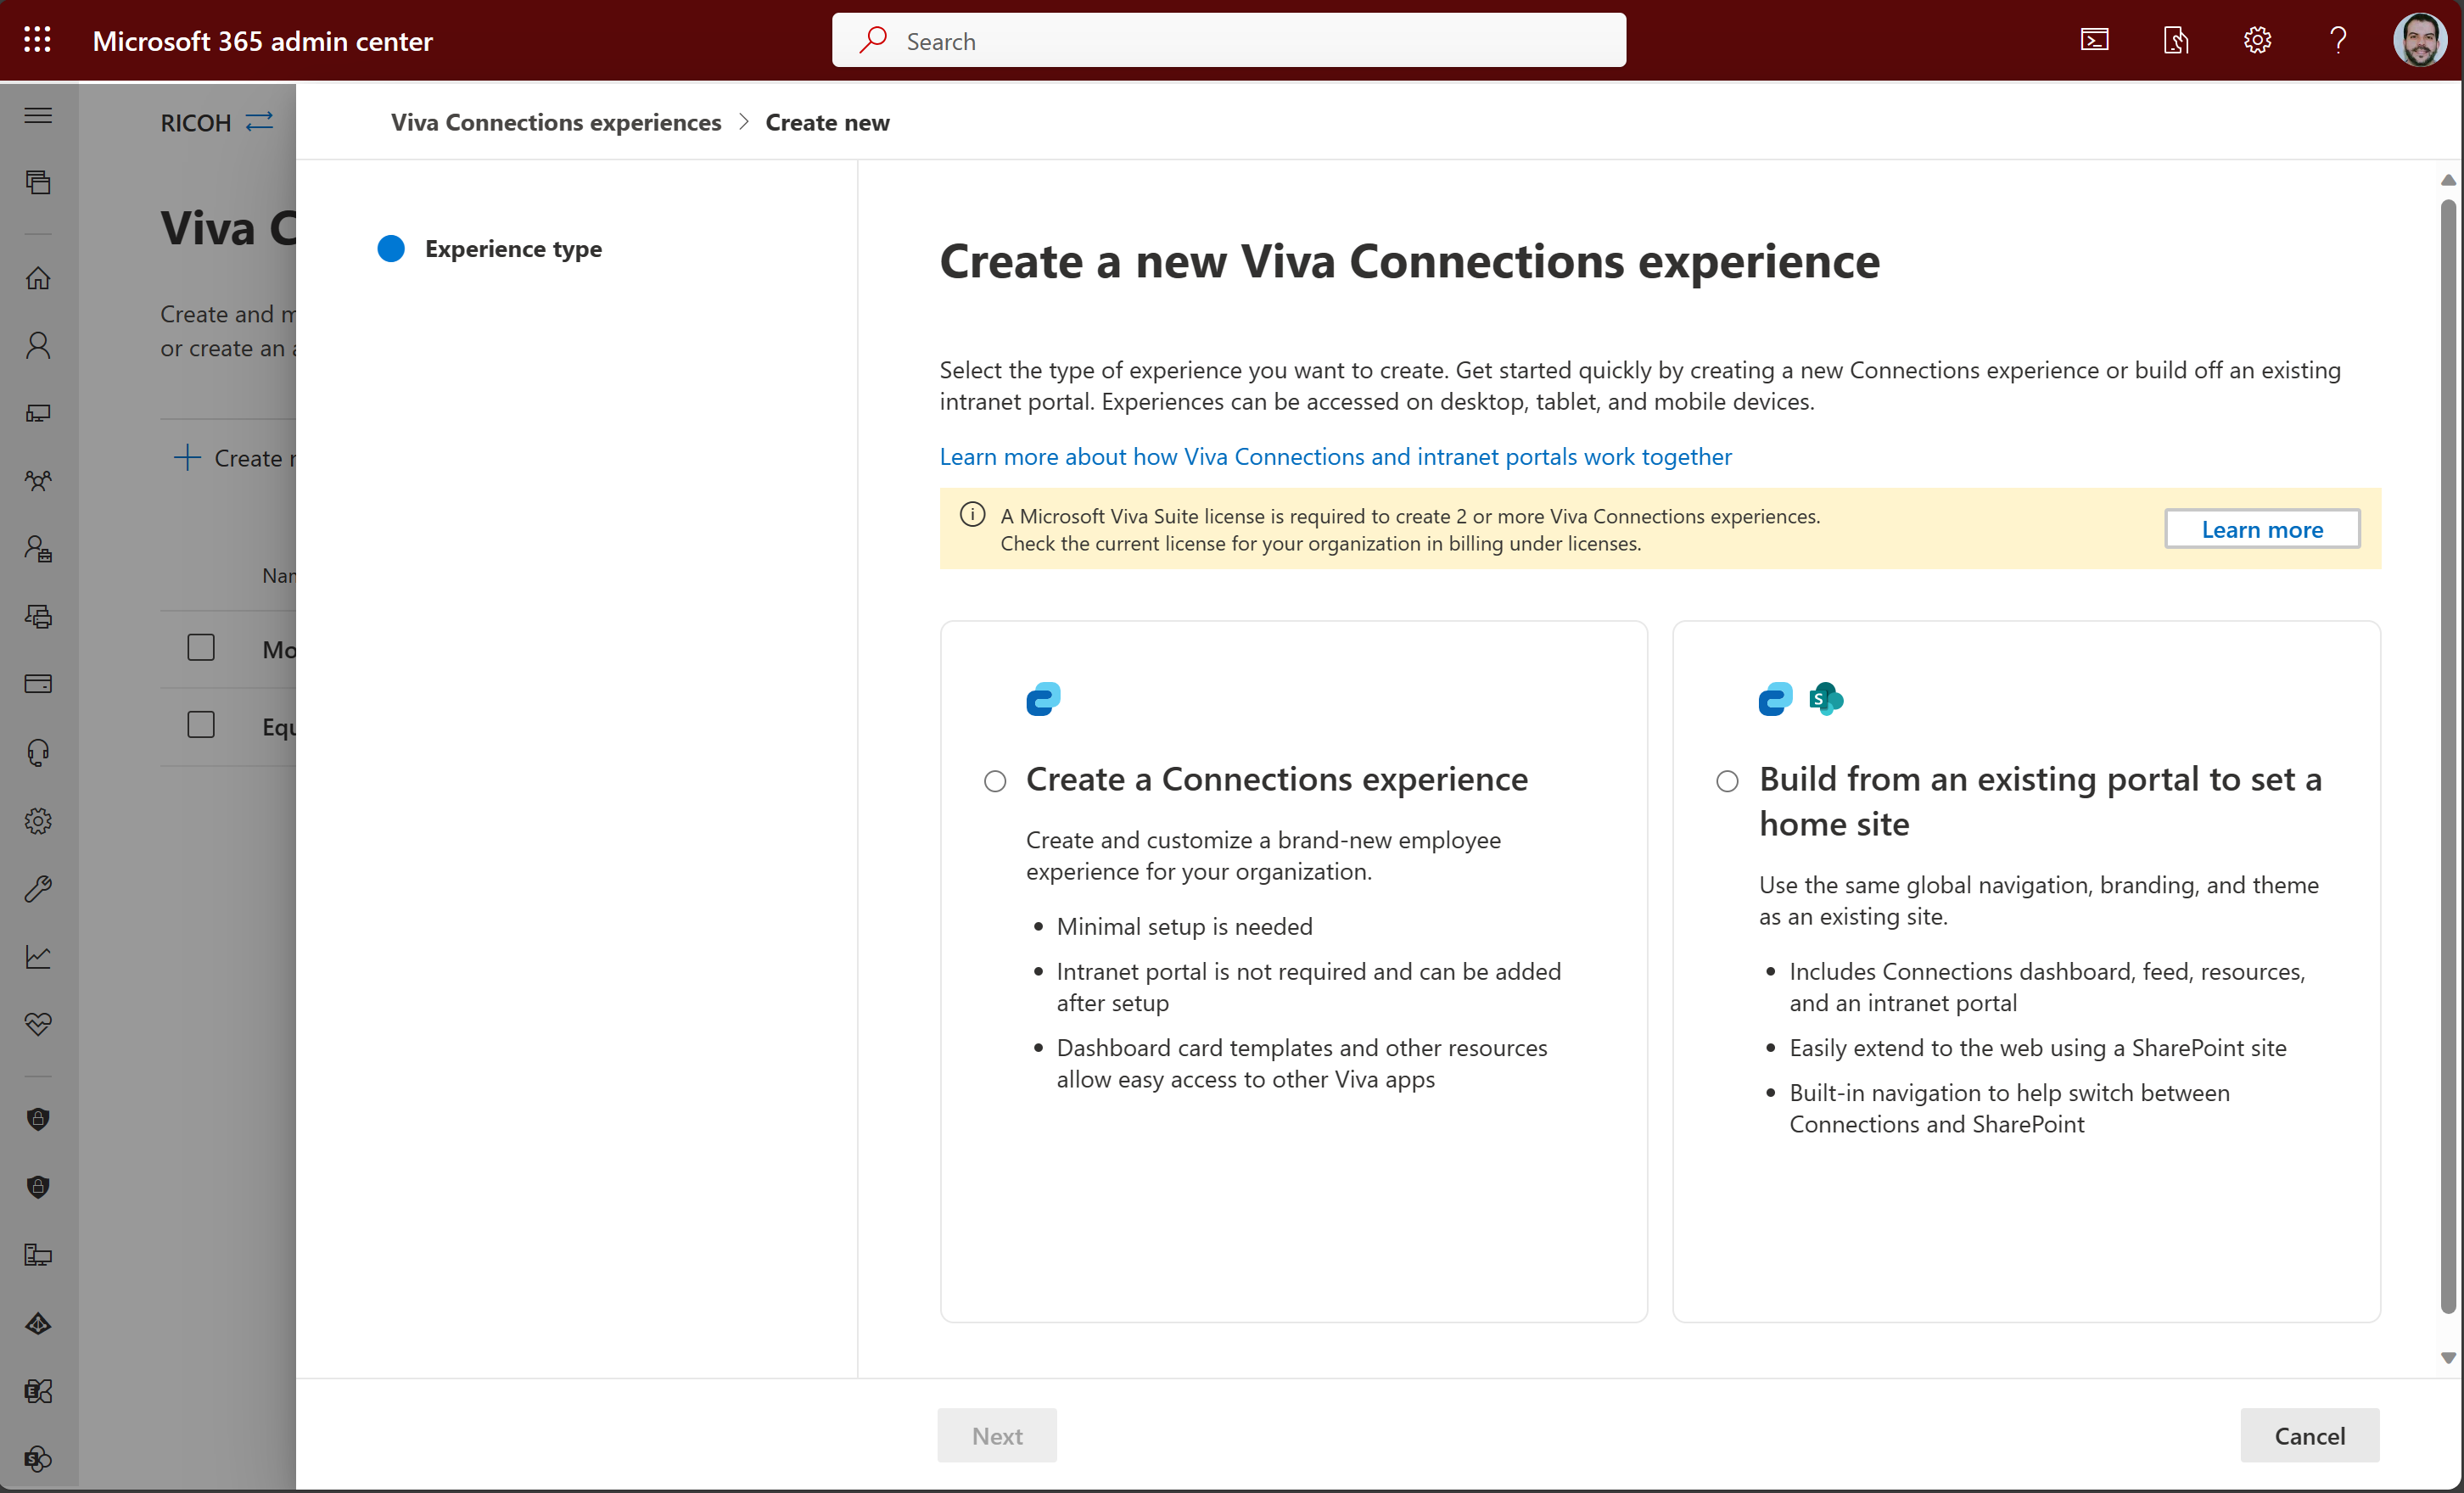 Microsoft 365 admin center
Search
RICOH
Viva Connections experiences > Create new
Viva C
Create and m
or create an a
Create n
Nan
Mo
Equ
Experience type
Create a new Viva Connections experience
Select the type of experience you want to create. Get started quickly by creating a new Connections experience or build off an existing
intranet portal. Experiences can be accessed on desktop, tablet, and mobile devices.
Learn more about how Viva Connections and intranet portals work together
A Microsoft Viva Suite license is required to create 2 or more Viva Connections experiences.
Check the current license for your organization in billing under licenses.
Learn more
Create a Connections experience
Create and customize a brand-new employee
experience for your organization.
• Minimal setup is needed
• Intranet portal is not required and can be added
after setup
• Dashboard card templates and other resources
allow easy access to other Viva apps
Build from an existing portal to set a
home site
Use the same global navigation, branding, and theme
as an existing site.
• Includes Connections dashboard, feed, resources,
and an intranet portal
• Easily extend to the web using a SharePoint site
• Built-in navigation to help switch between
Connections and SharePoint
Next
Cancel